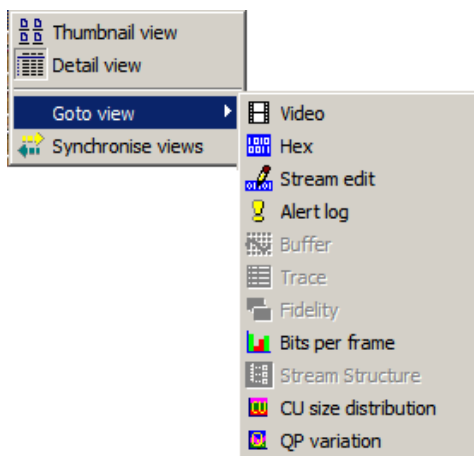 Thumbnail view
Detail view
Goto view
Synchronise views
Video
Hex
Stream edit
Alert log
Buffer
Trace
Fidelity
Bits per frame
Stream Structure
CU size distribution
QP variation